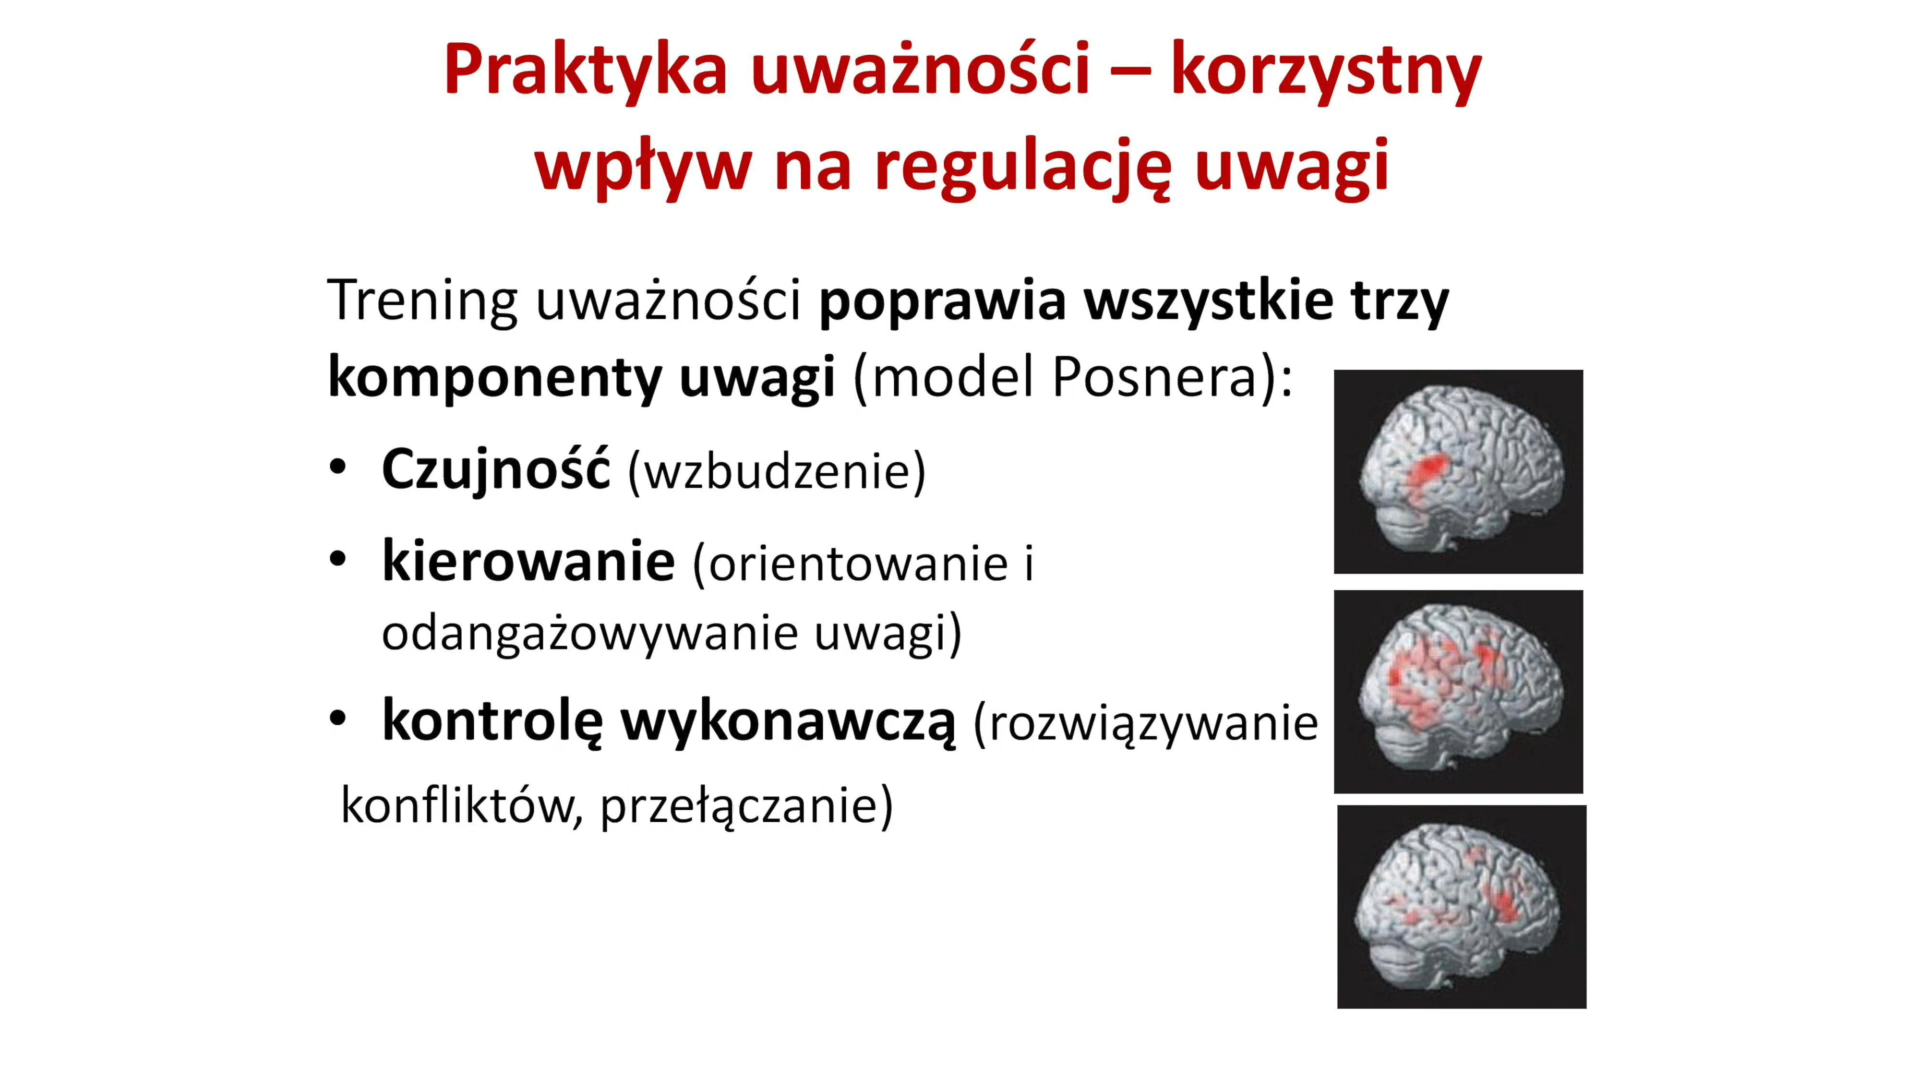 Praktyka uważności – korzystny
wpływ na regulację uwagi
Trening uważności poprawia wszystkie trzy
komponenty uwagi (model Posnera):
• Czujność (wzbudzenie)
• kierowanie (orientowanie i
odangażowywanie uwagi)
• kontrolę wykonawczą (rozwiązywanie
konfliktów, przełączanie)